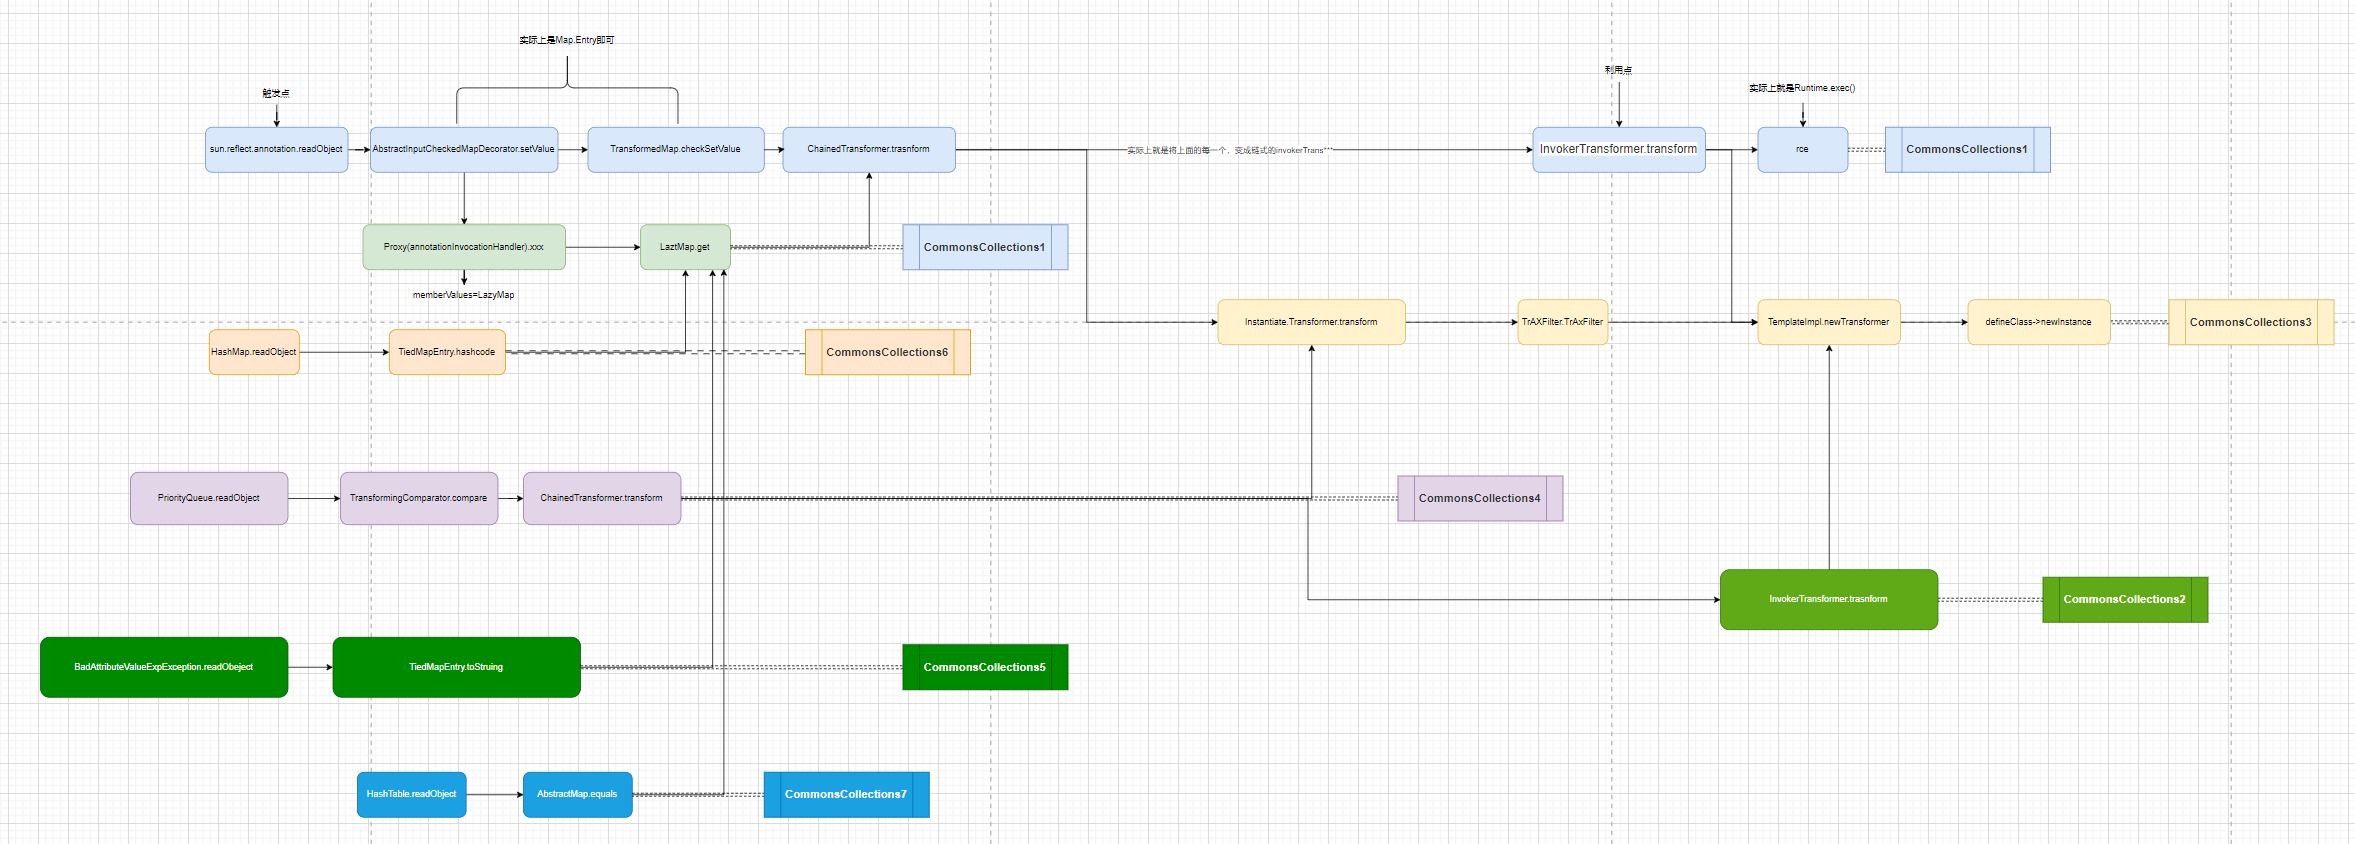 实际上是Map.Entry即可
利用点
触发点
实际上就是Runtime.exec()
sun.reflect.annotation.readObject
AbstractInputCheckedMapDecorator.setValue
TransformedMap.checkSetValue
ChainedTransformer.trasnform
实际上就是将上面的每一个，变成链式的invokerTrans***
InvokerTransformer.transform
rce
CommonsCollections1
Proxy(annotationInvocationHandler).xxx
LaztMap.get
CommonsCollections1
memberValues=LazyMap
Instantiate.Transformer.transform
TrAXFilter.TrAxFilter
TemplateImpl.newTransformer
defineClass->newInstance
CommonsCollections3
HashMap.readObject
TiedMapEntry.hashcode
CommonsCollections6
PriorityQueue.readObject
TransformingComparator.compare
ChainedTransformer.transform
CommonsCollections4
InvokerTransformer.trasnform
CommonsCollections2
BadAttributeValueExpException.readObeject
TiedMapEntry.toStruing
CommonsCollections5
HashTable.readObject
AbstractMap.equals
CommonsCollections7